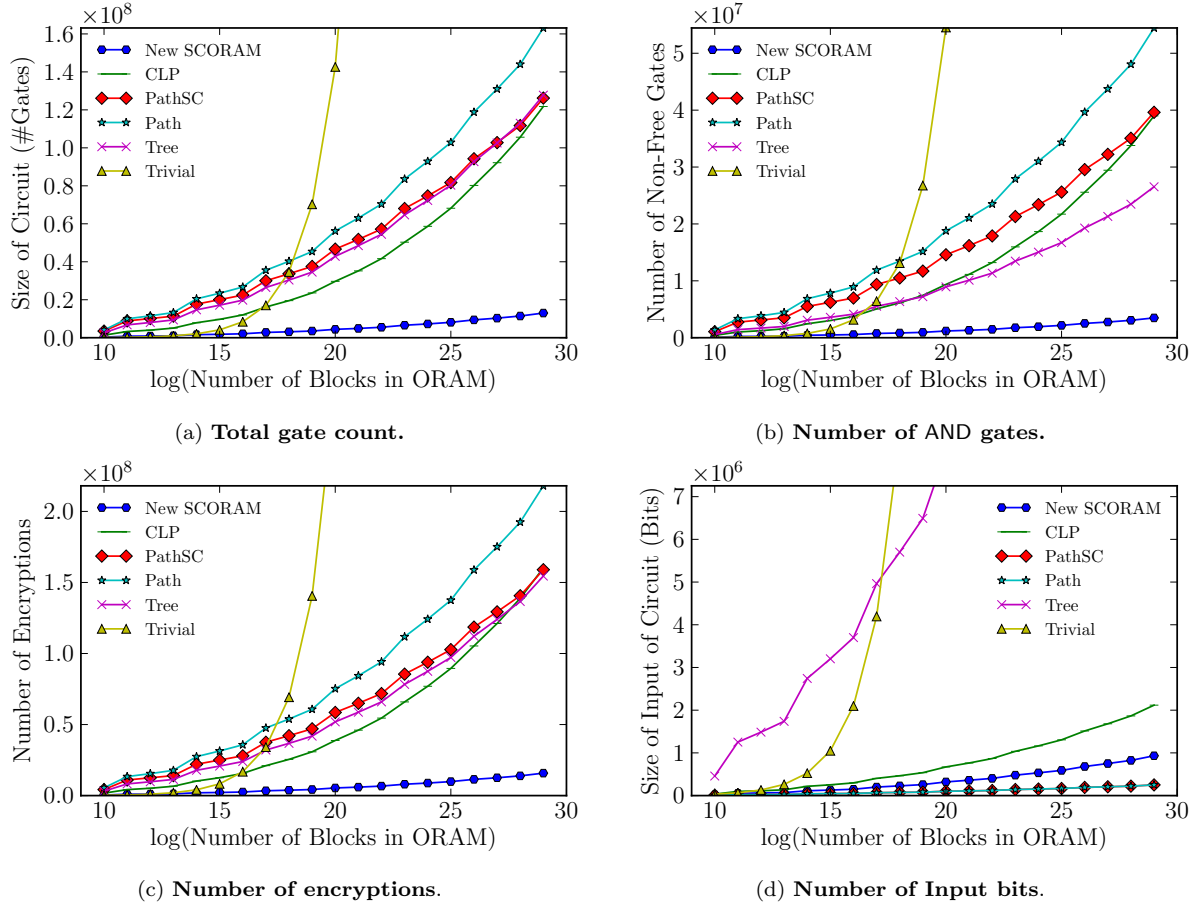 ×10^8
Size of Circuit (#Gates)
1.6
1.4
1.2
1.0
0.8
0.6
0.4
0.2
0.0
New SCORAM
CLP
PathSC
Path
Tree
Trivial
10 15 20 25 30
log(Number of Blocks in ORAM)
(a) Total gate count.
×10^7
Number of Non-Free Gates
5
4
3
2
1
0
New SCORAM
CLP
PathSC
Path
Tree
Trivial
10 15 20 25 30
log(Number of Blocks in ORAM)
(b) Number of AND gates.
×10^8
Number of Encryptions
2.0
1.5
1.0
0.5
0.0
New SCORAM
CLP
PathSC
Path
Tree
Trivial
10 15 20 25 30
log(Number of Blocks in ORAM)
(c) Number of encryptions.
×10^6
Size of Input of Circuit (Bits)
7
6
5
4
3
2
1
0
New SCORAM
CLP
PathSC
Path
Tree
Trivial
10 15 20 25 30
log(Number of Blocks in ORAM)
(d) Number of Input bits.